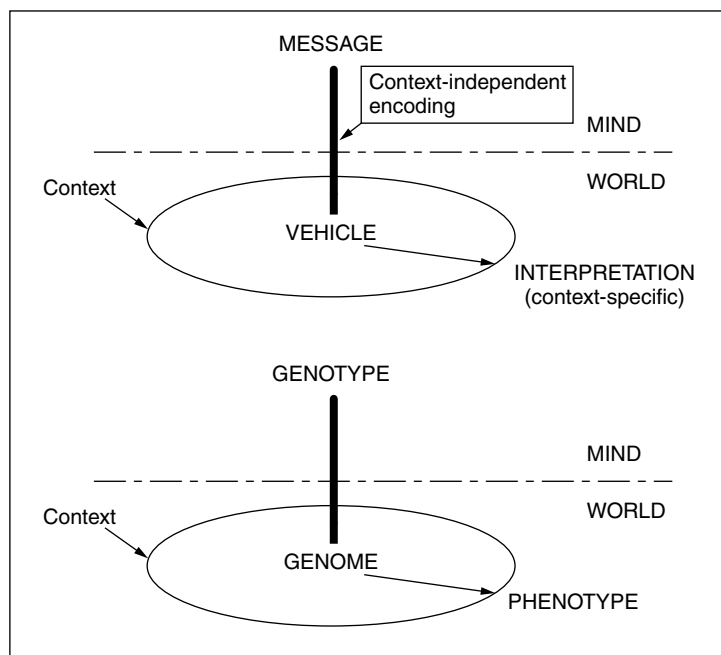 MESSAGE
Context-independent
encoding
MIND
WORLD
Context
VEHICLE
INTERPRETATION
(context-specific)
GENOTYPE
MIND
WORLD
Context
GENOME
PHENOTYPE